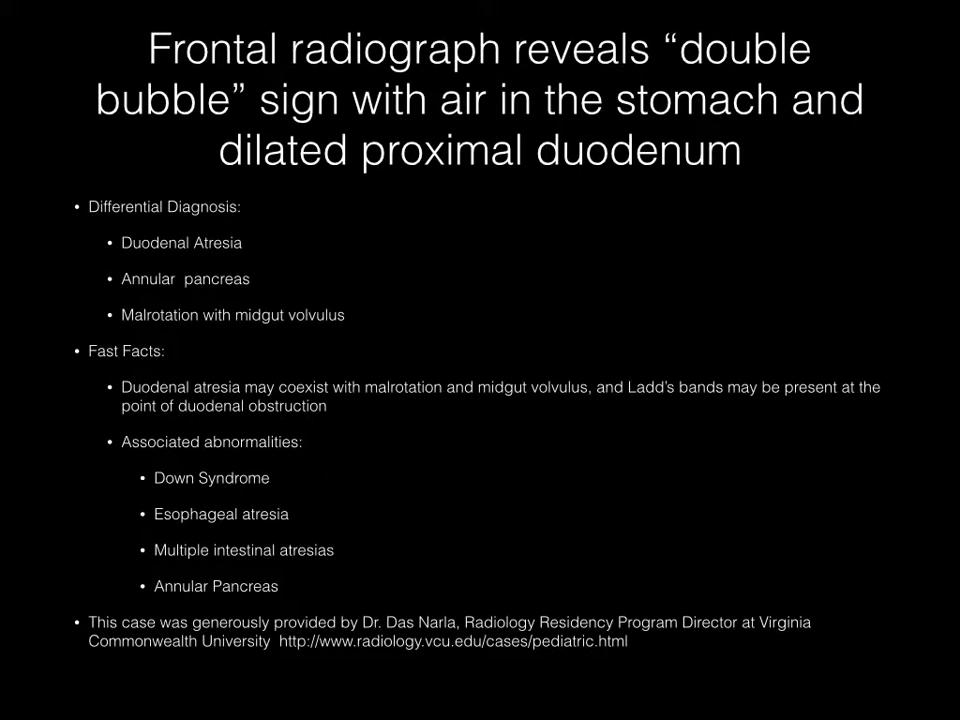 Frontal radiograph reveals “double
bubble” sign with air in the stomach and
dilated proximal duodenum
• Differential Diagnosis:
• Duodenal Atresia
• Annular  pancreas
• Malrotation with midgut volvulus
• Fast Facts:
• Duodenal atresia may coexist with malrotation and midgut volvulus, and Ladd’s bands may be present at the
point of duodenal obstruction
• Associated abnormalities:
• Down Syndrome
• Esophageal atresia
• Multiple intestinal atresias
• Annular Pancreas
• This case was generously provided by Dr. Das Narla, Radiology Residency Program Director at Virginia
Commonwealth University  http://www.radiology.vcu.edu/cases/pediatric.html